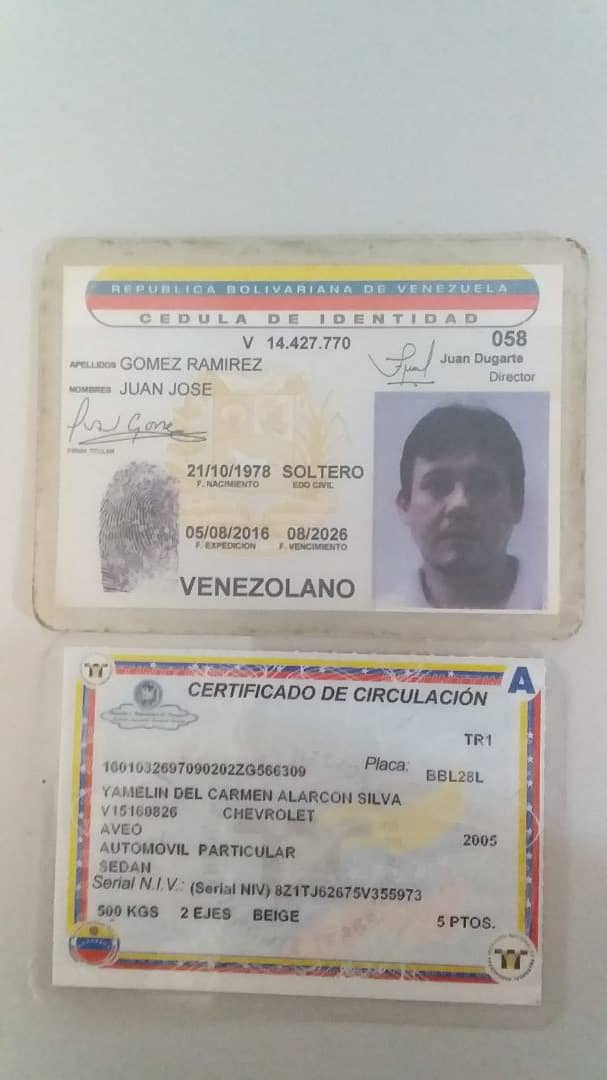 REPUBLICA BOLIVARIANA DE VENEZUELA
CEDULA DE IDENTIDAD
V 14.427.770 058
APELLIDOS GOMEZ RAMIREZ Juan Dugarte
Director
NOMBRES JUAN JOSE
FIRMA TITULAR
21/10/1978 SOLTERO
F. NACIMIENTO EDO CIVIL
05/08/2016 08/2026
F. EXPEDICION F. VENCIMIENTO
VENEZOLANO
CERTIFICADO DE CIRCULACIÓN A
TR1
1601032697090202ZG566309 Placa: BBL28L
YAMELIN DEL CARMEN ALARCON SILVA
V15160826 CHEVROLET
AVEO 2005
AUTOMOVIL PARTICULAR
SEDAN
Serial N.I.V.: (Serial NIV) 8Z1TJ62675V355973
500 KGS 2 EJES BEIGE 5 PTOS.